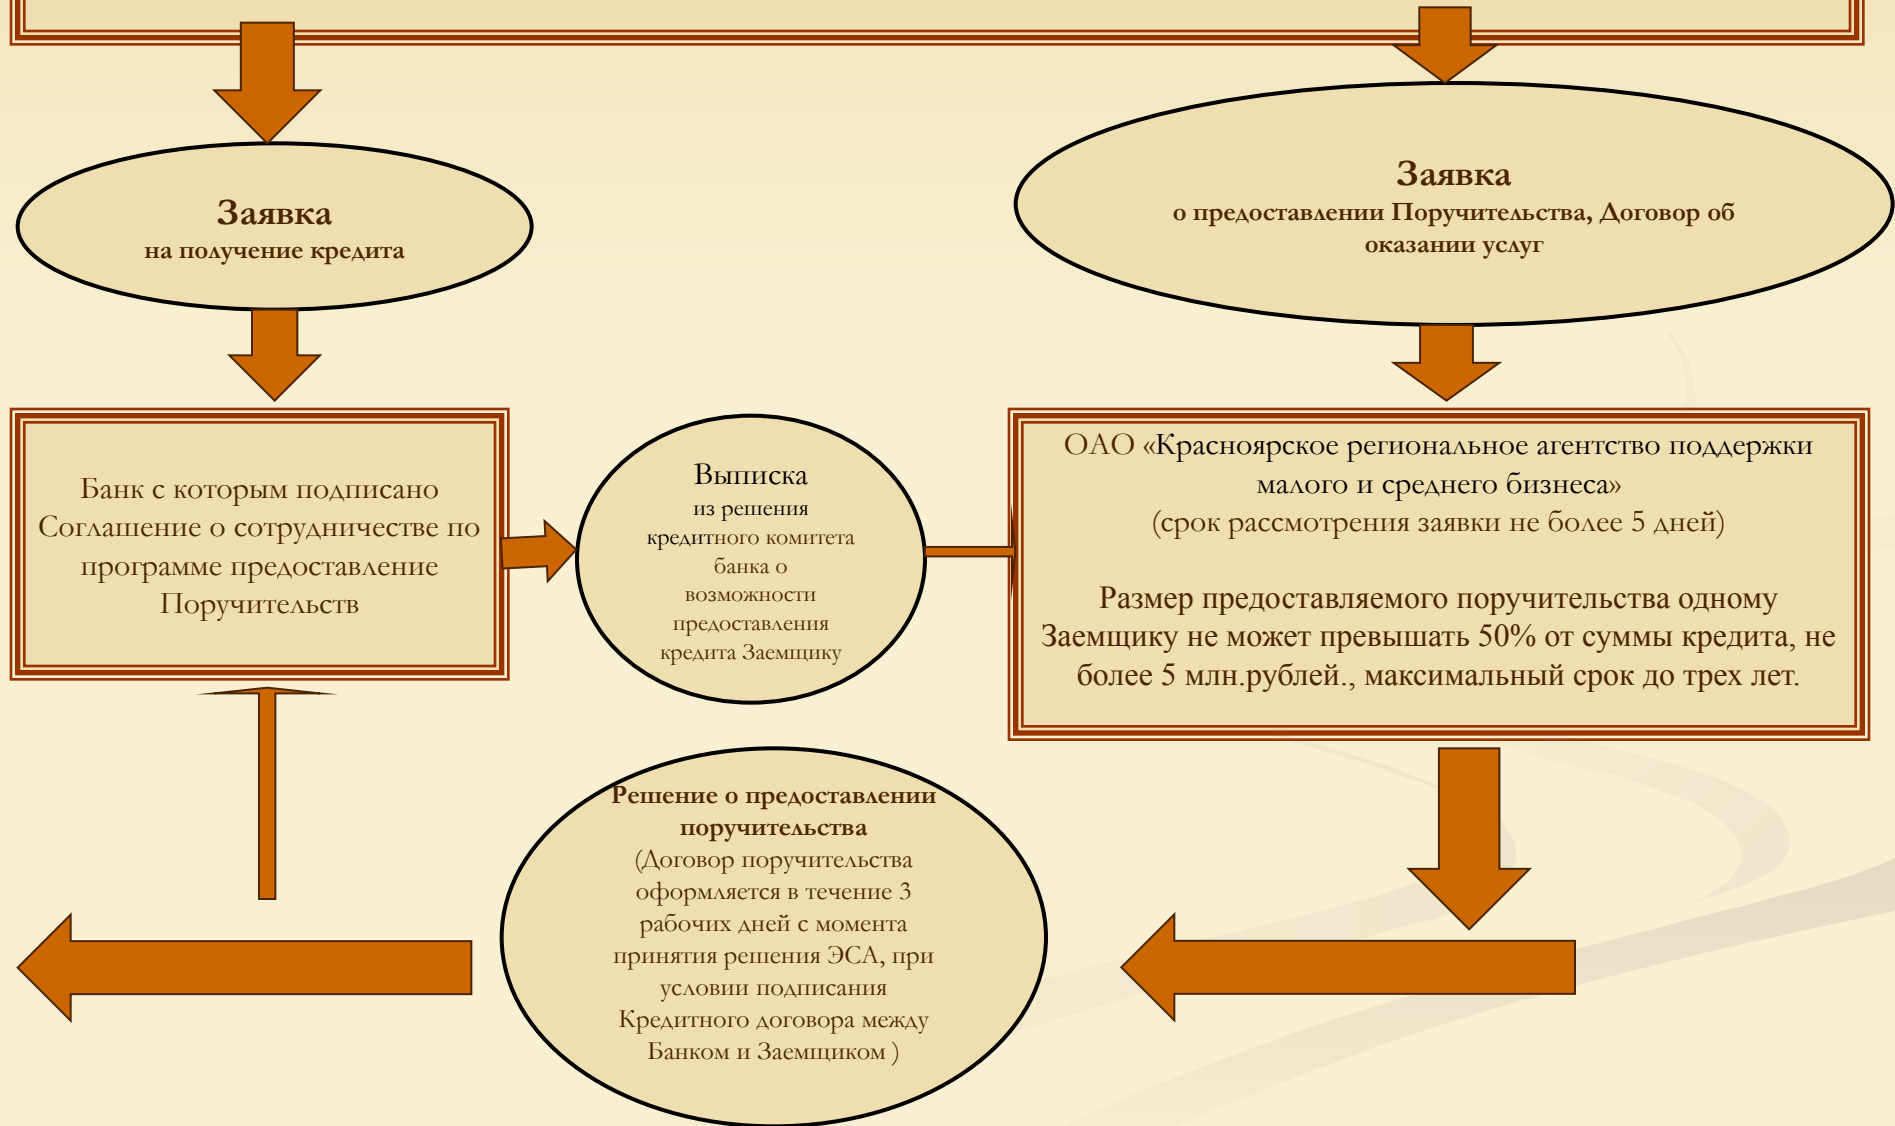 Заявка
на получение кредита
Заявка
о предоставлении Поручительства, Договор об
оказании услуг
Банк с которым подписано
Соглашение о сотрудничестве по
программе предоставление
Поручительств
Выписка
из решения
кредитного комитета
банка о
возможности
предоставления
кредита Заемщику
ОАО «Красноярское региональное агентство поддержки
малого и среднего бизнеса»
(срок рассмотрения заявки не более 5 дней)
Размер предоставляемого поручительства одному
Заемщику не может превышать 50% от суммы кредита, не
более 5 млн.рублей., максимальный срок до трех лет.
Решение о предоставлении
поручительства
(Договор поручительства
оформляется в течение 3
рабочих дней с момента
принятия решения ЭСА, при
условии подписания
Кредитного договора между
Банком и Заемщиком )